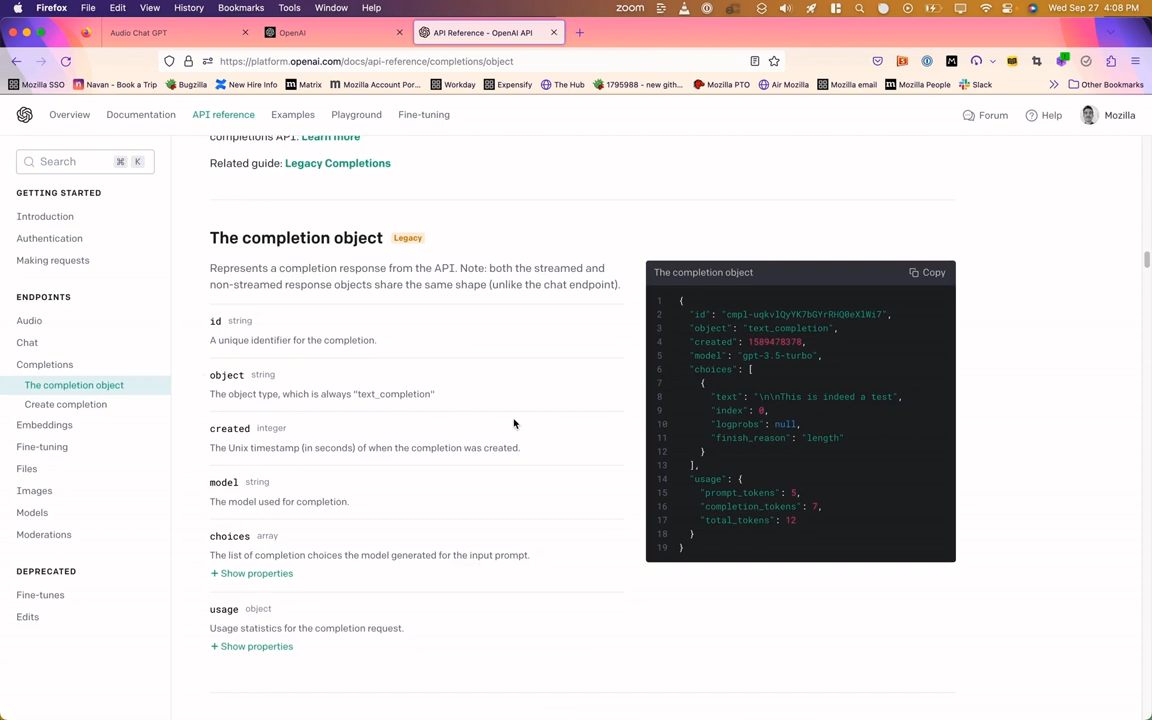 Firefox File Edit View History Bookmarks Tools Window Help zoom Wed Sep 27 4:08 PM
Audio Chat GPT
OpenAI
API Reference - OpenAI API
https://platform.openai.com/docs/api-reference/completions/object
Mozilla SSO Navan - Book a Trip Bugzilla New Hire Info Matrix Mozilla Account Por... Workday Expensify The Hub 1795988 - new gith... Mozilla PTO Air Mozilla Mozilla email Mozilla People Slack Other Bookmarks
Overview Documentation API reference Examples Playground Fine-tuning Forum Help Mozilla
Search ⌘ K
GETTING STARTED
Introduction
Authentication
Making requests
ENDPOINTS
Audio
Chat
Completions
The completion object
Create completion
Embeddings
Fine-tuning
Files
Images
Models
Moderations
DEPRECATED
Fine-tunes
Edits
completions API. Learn more
Related guide: Legacy Completions
The completion object Legacy
Represents a completion response from the API. Note: both the streamed and
non-streamed response objects share the same shape (unlike the chat endpoint).
id string
A unique identifier for the completion.
object string
The object type, which is always "text_completion"
created integer
The Unix timestamp (in seconds) of when the completion was created.
model string
The model used for completion.
choices array
The list of completion choices the model generated for the input prompt.
+ Show properties
usage object
Usage statistics for the completion request.
+ Show properties
The completion object Copy
1 {
2 "id": "cmpl-uqkvlQyYK7bGYrRHQ0eXlWi7",
3 "object": "text_completion",
4 "created": 1589478378,
5 "model": "gpt-3.5-turbo",
6 "choices": [
7 {
8 "text": "\n\nThis is indeed a test",
9 "index": 0,
10 "logprobs": null,
11 "finish_reason": "length"
12 }
13 ],
14 "usage": {
15 "prompt_tokens": 5,
16 "completion_tokens": 7,
17 "total_tokens": 12
18 }
19 }